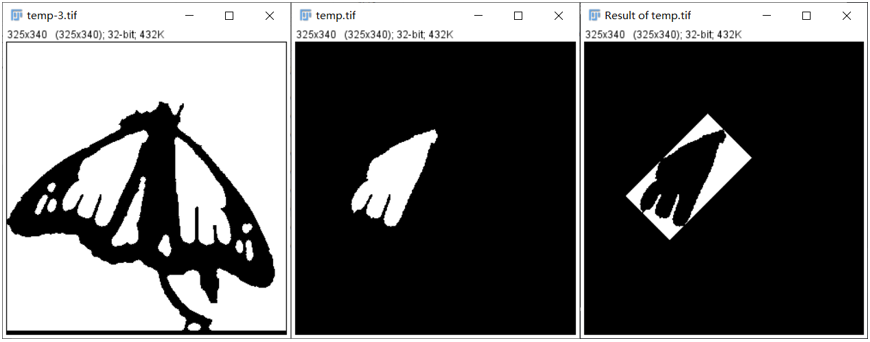 temp-3.tif
325x340 (325x340); 32-bit; 432K
temp.tif
325x340 (325x340); 32-bit; 432K
Result of temp.tif
325x340 (325x340); 32-bit; 432K